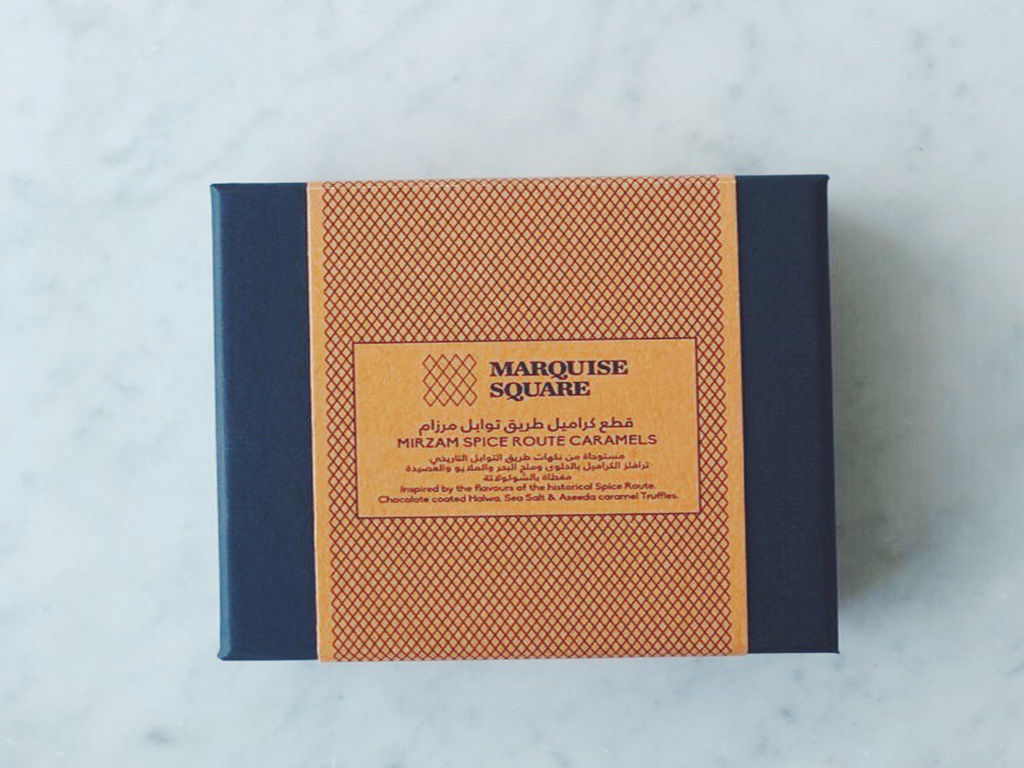 MARQUISE
SQUARE
قطع كراميل طريق توابل مرزام
MIRZAM SPICE ROUTE CARAMELS
مستوحاة من نكهات طريق التوابل التاريخي
ترافلز الكراميل بالحلوى وملح البحر والملايو والعصيدة
مغطاة بالشوكولاتة
Inspired by the flavours of the historical Spice Route.
Chocolate coated Halwa, Sea Salt & Aseeda caramel Truffles.